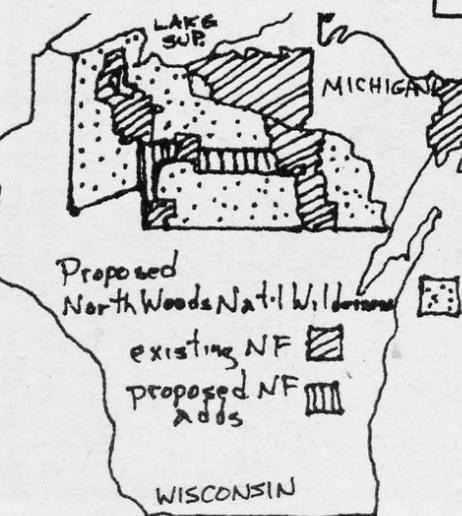 LAKE
SUP.
MICHIGAN
Proposed
North Woods Nat'l Wilderness
existing NF
proposed NF
adds
WISCONSIN